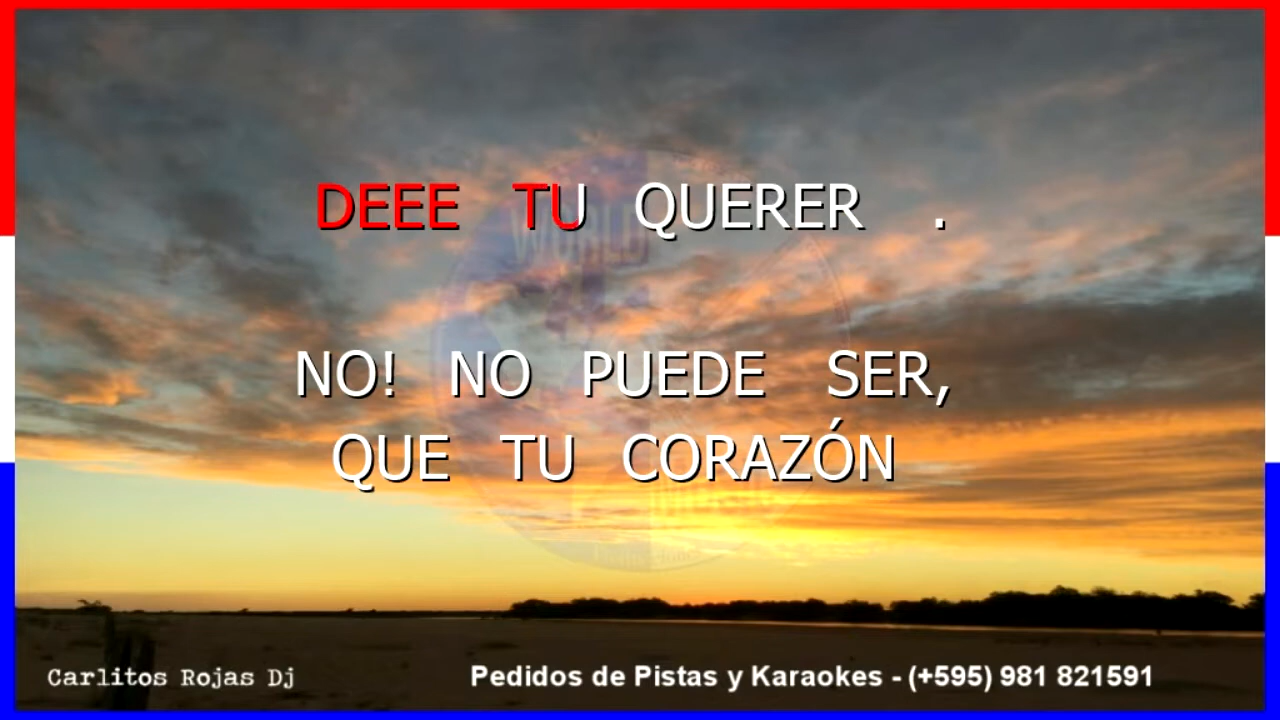 DEEE TU QUERER .
WORLD
NO! NO PUEDE SER,
QUE TU CORAZÓN
Carlitos Rojas Dj
Pedidos de Pistas y Karaokes - (+595) 981 821591